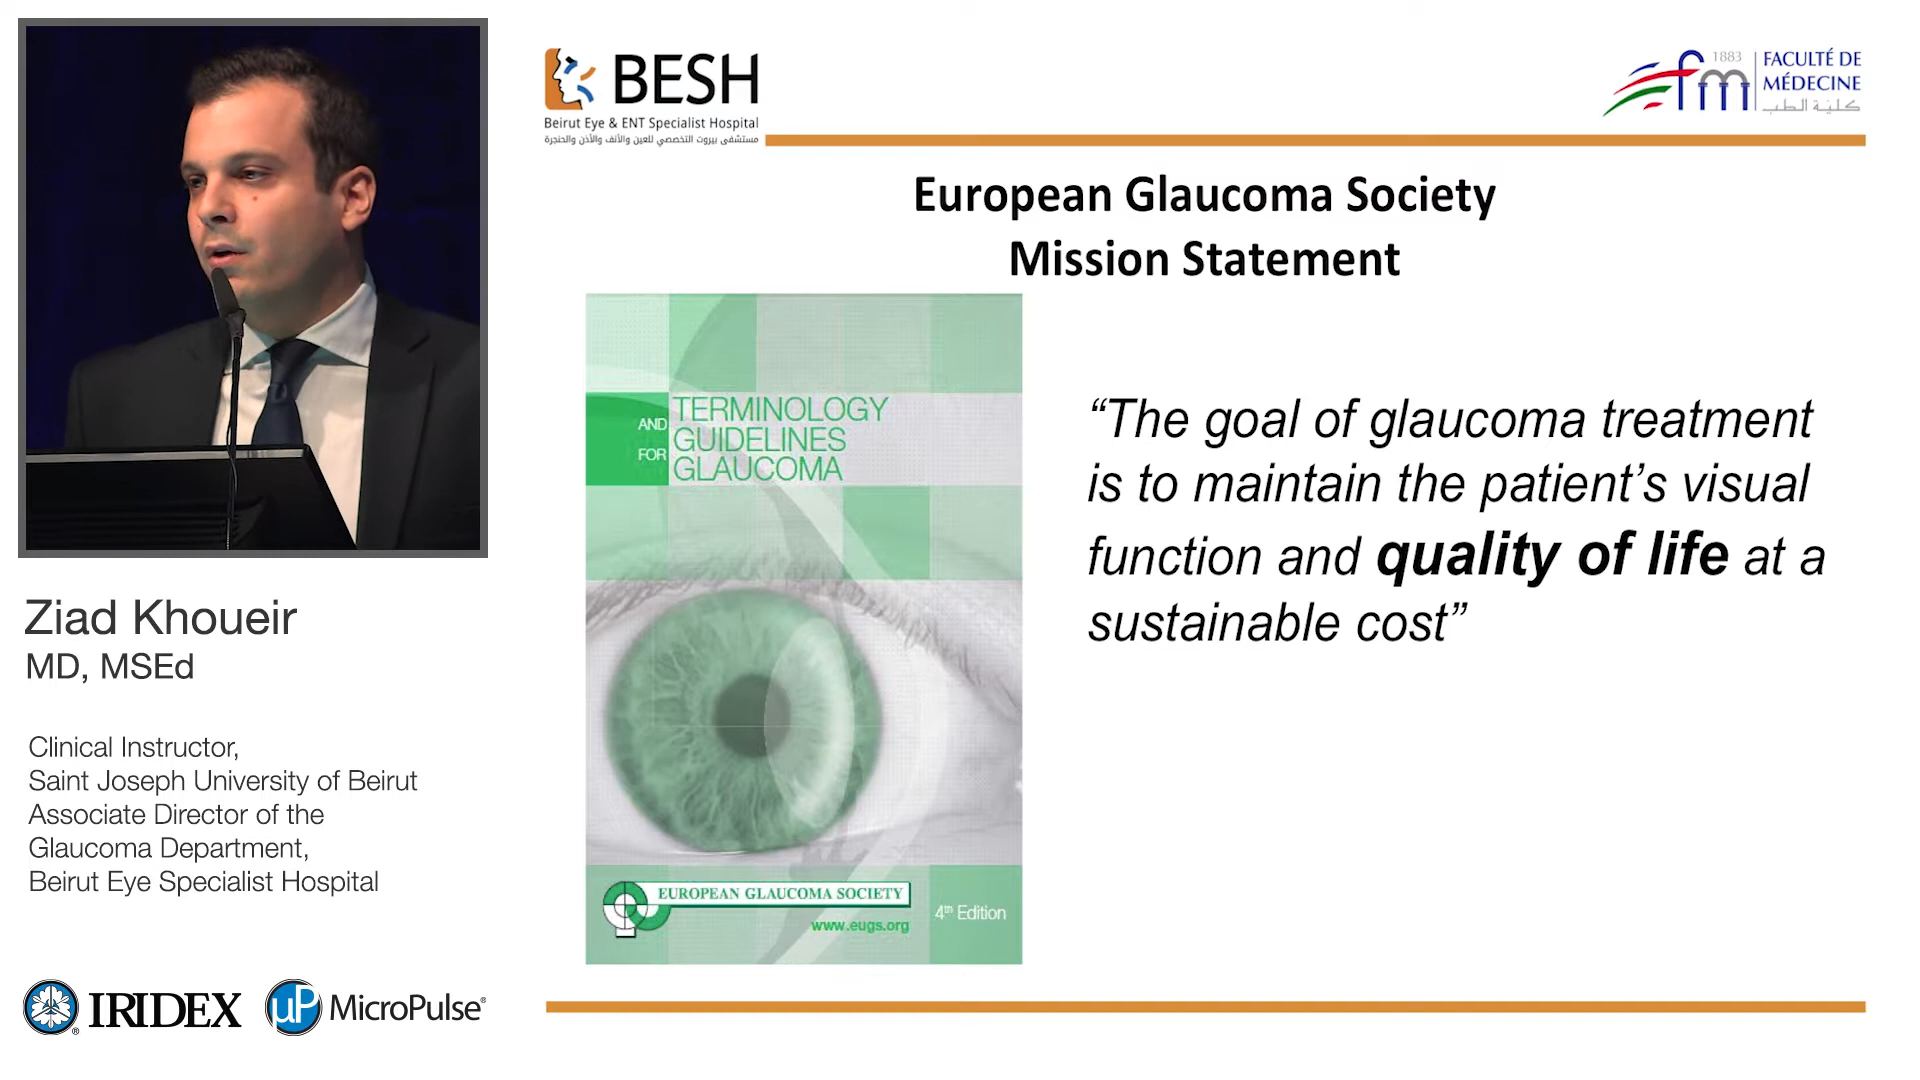 BESH
Beirut Eye & ENT Specialist Hospital
مستشفى بيروت التخصصي للعين والأنف والأذن والحنجرة
1883
FACULTÉ DE
MÉDECINE
كليّة الطب
fm
European Glaucoma Society
Mission Statement
TERMINOLOGY
AND GUIDELINES
FOR GLAUCOMA
EUROPEAN GLAUCOMA SOCIETY
www.eugs.org
4th Edition
“The goal of glaucoma treatment
is to maintain the patient’s visual
function and quality of life at a
sustainable cost”
Ziad Khoueir
MD, MSEd
Clinical Instructor,
Saint Joseph University of Beirut
Associate Director of the
Glaucoma Department,
Beirut Eye Specialist Hospital
IRIDEX®
µP MicroPulse®